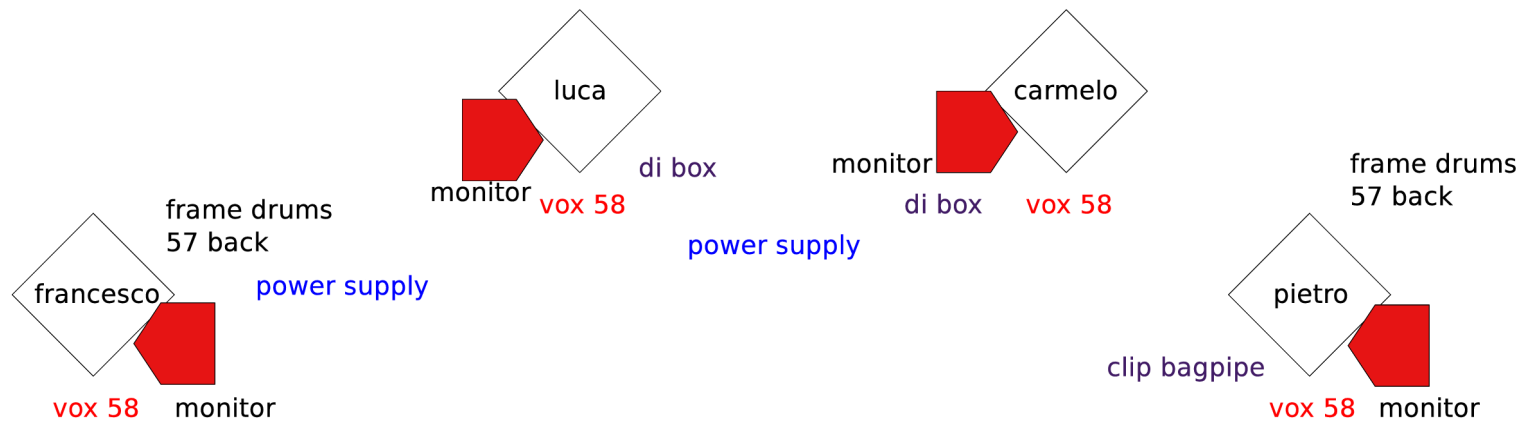 luca
carmelo
monitor
di box
vox 58
monitor
di box
vox 58
frame drums
57 back
frame drums
57 back
power supply
power supply
francesco
pietro
clip bagpipe
vox 58
monitor
vox 58
monitor